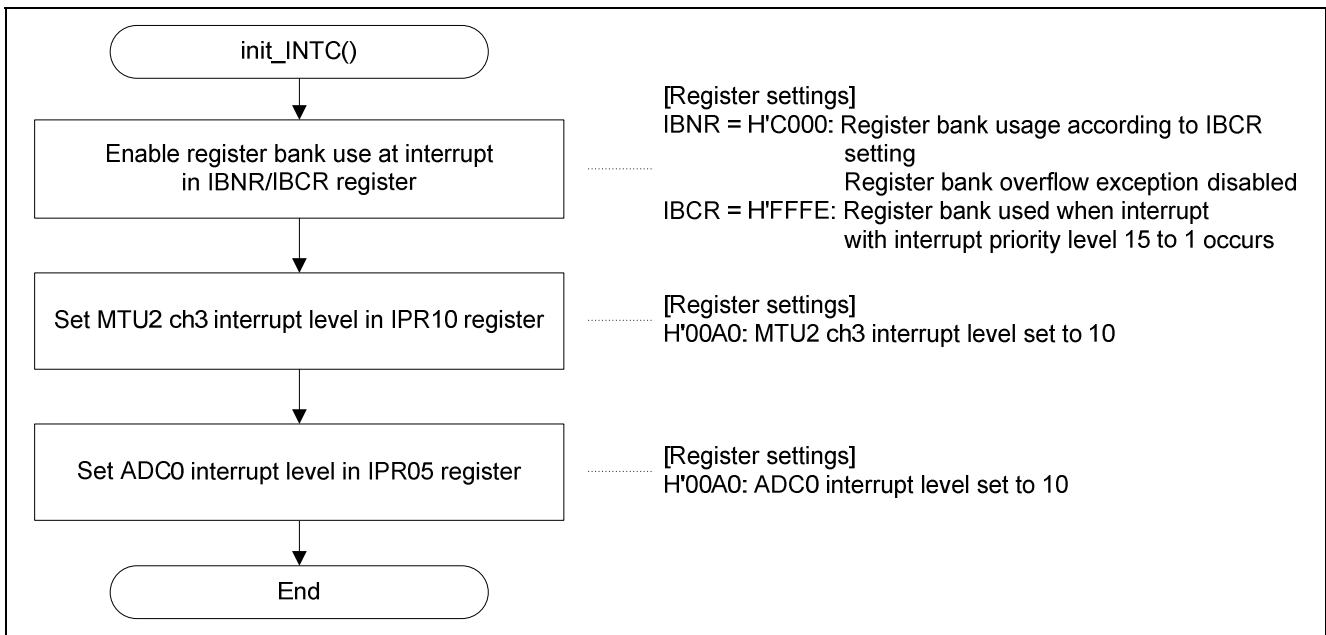 init_INTC()
Enable register bank use at interrupt
in IBNR/IBCR register
[Register settings]
IBNR = H'C000: Register bank usage according to IBCR
setting
Register bank overflow exception disabled
IBCR = H'FFFE: Register bank used when interrupt
with interrupt priority level 15 to 1 occurs
Set MTU2 ch3 interrupt level in IPR10 register
[Register settings]
H'00A0: MTU2 ch3 interrupt level set to 10
Set ADC0 interrupt level in IPR05 register
[Register settings]
H'00A0: ADC0 interrupt level set to 10
End